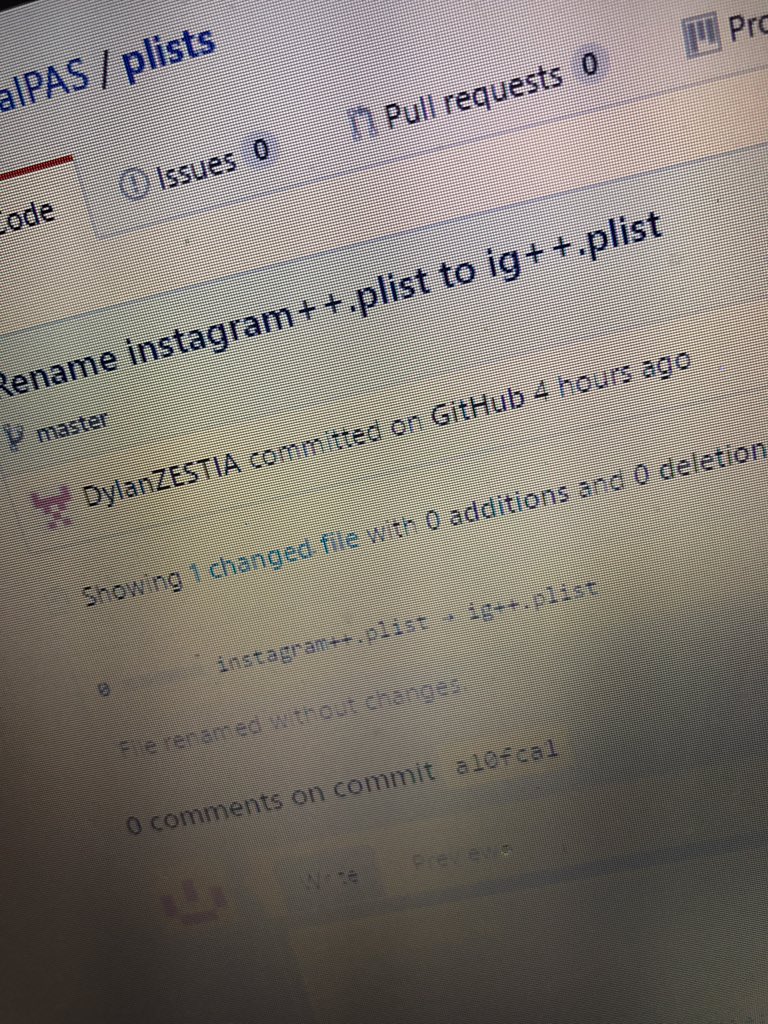 alPAS / plists
Code
Issues 0
Pull requests 0
Pro
Rename instagram++.plist to ig++.plist
master
DylanZESTIA committed on GitHub 4 hours ago
Showing 1 changed file with 0 additions and 0 deletion
0 instagram++.plist → ig++.plist
File renamed without changes.
0 comments on commit a10fca1
Write
Preview